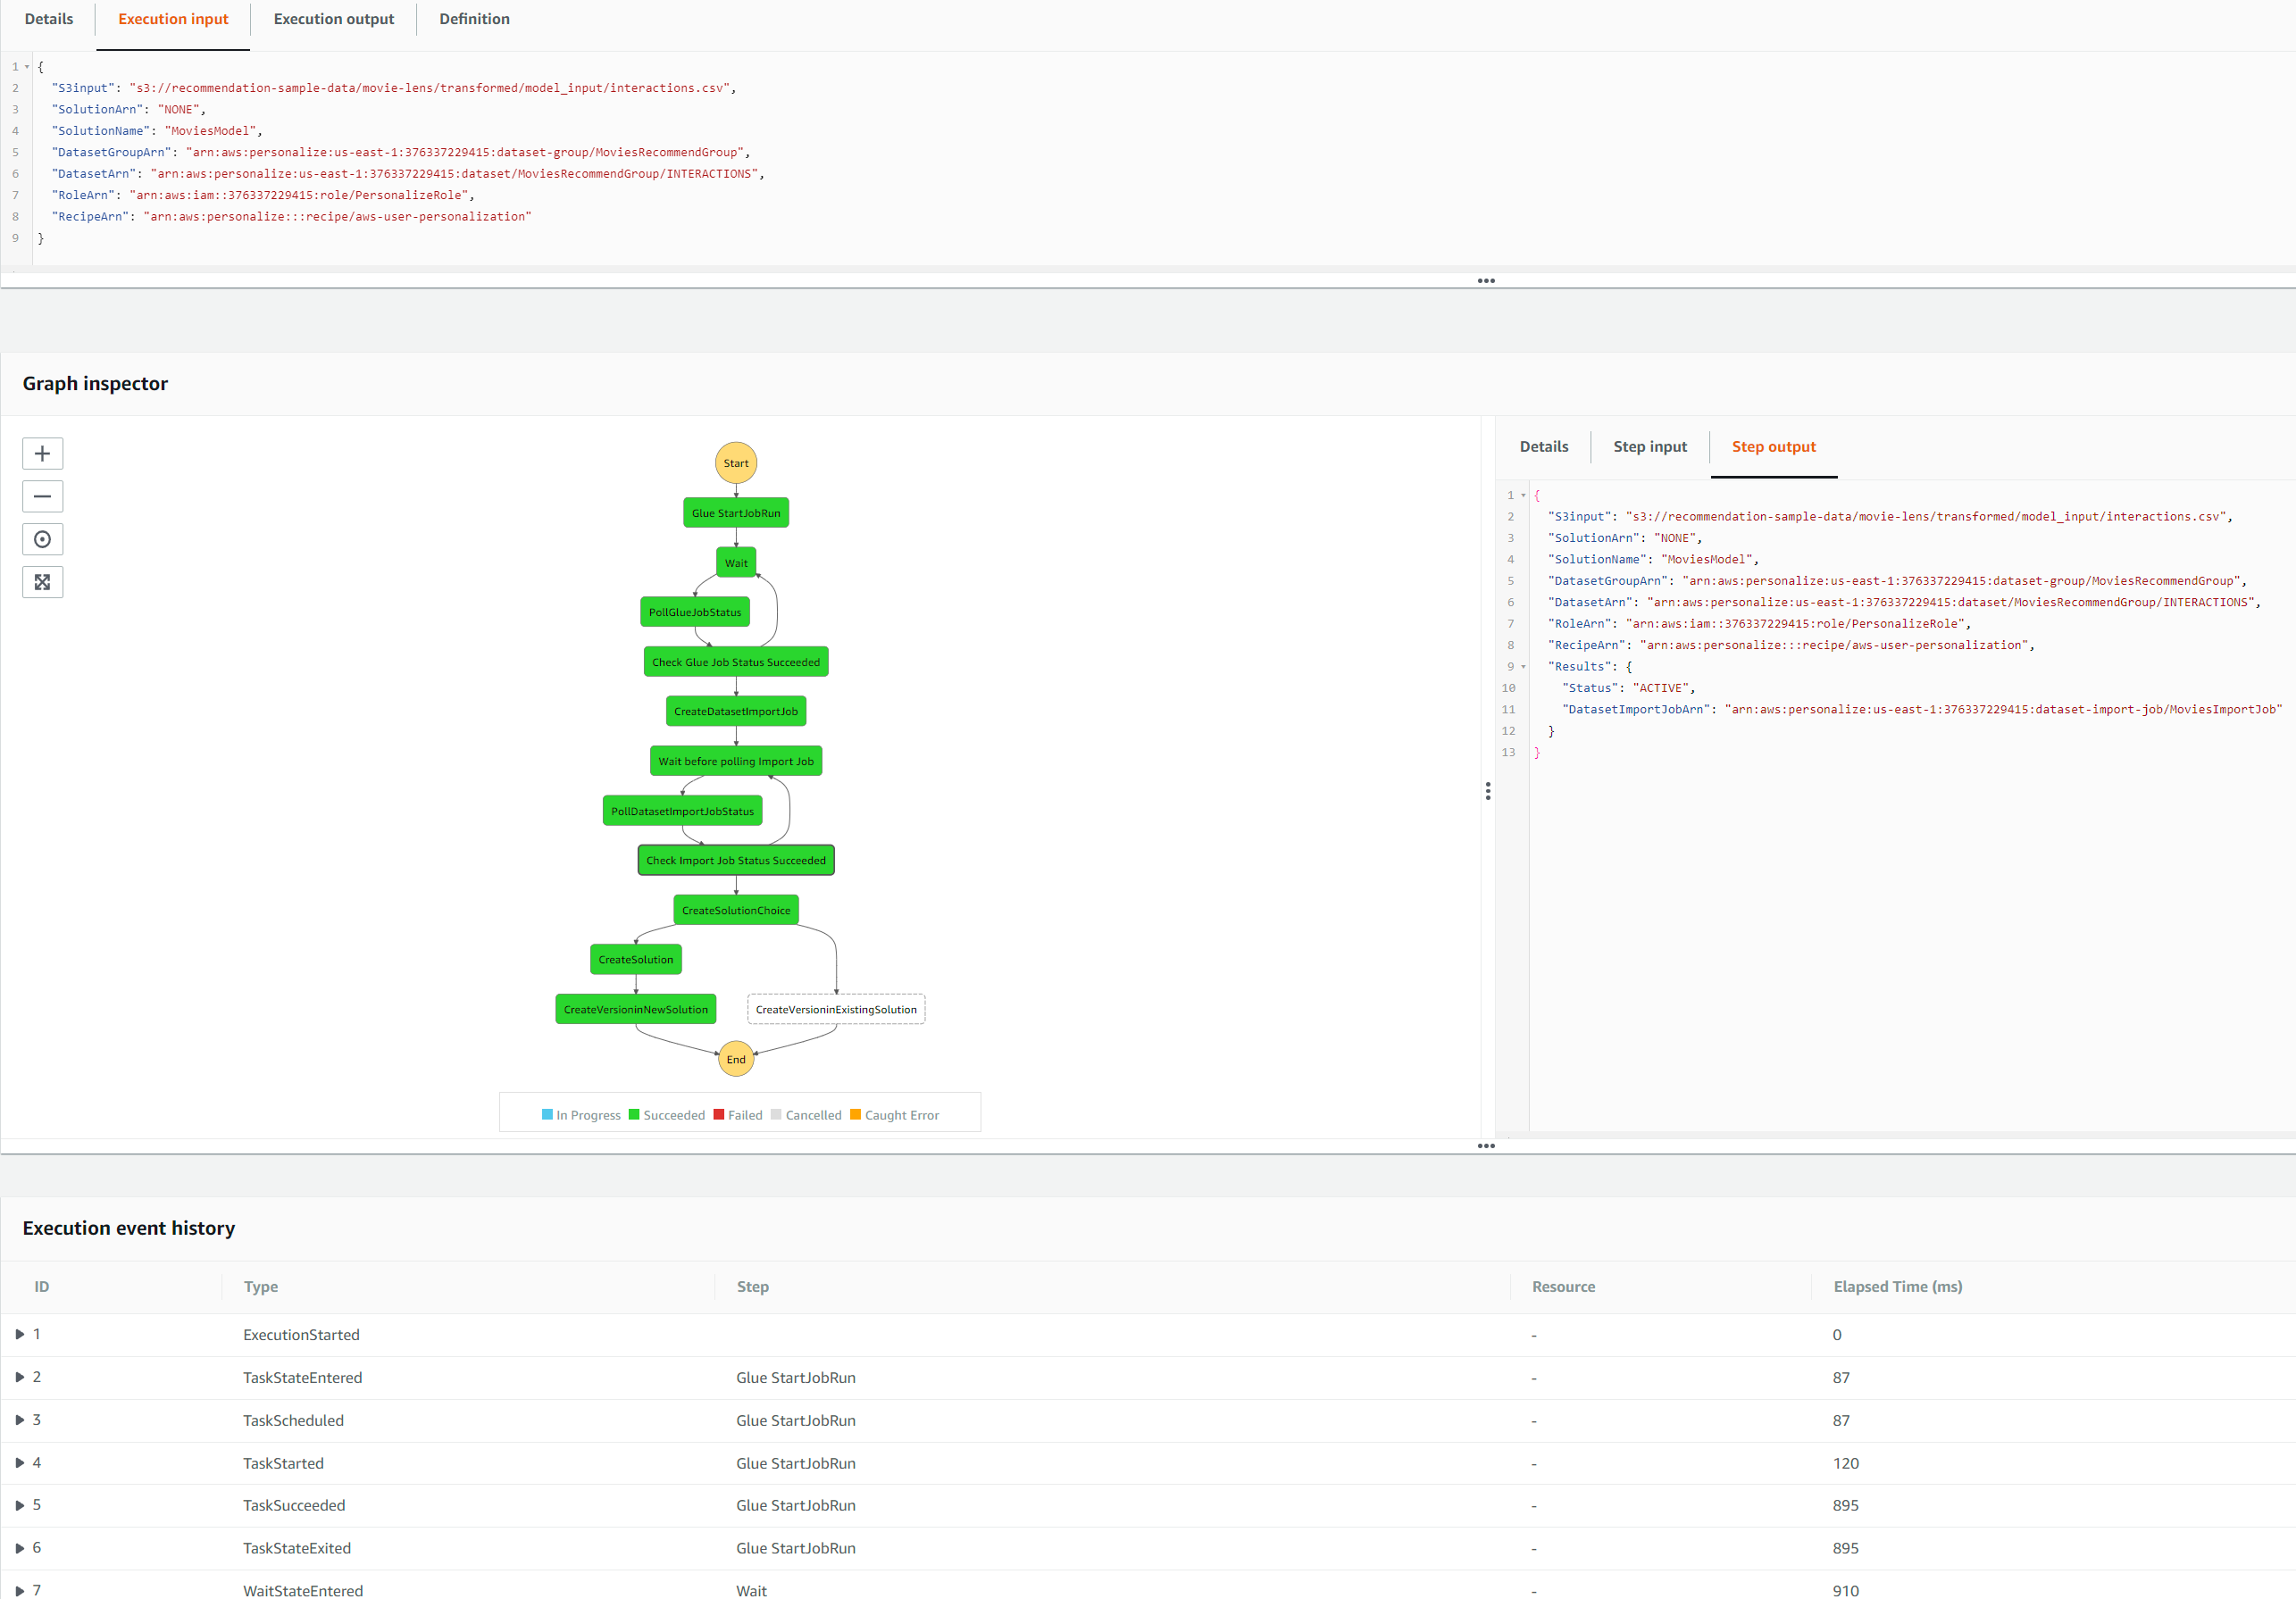 Details
Execution input
Execution output
Definition
1 {
2 "S3input": "s3://recommendation-sample-data/movie-lens/transformed/model_input/interactions.csv",
3 "SolutionArn": "NONE",
4 "SolutionName": "MoviesModel",
5 "DatasetGroupArn": "arn:aws:personalize:us-east-1:376337229415:dataset-group/MoviesRecommendGroup",
6 "DatasetArn": "arn:aws:personalize:us-east-1:376337229415:dataset/MoviesRecommendGroup/INTERACTIONS",
7 "RoleArn": "arn:aws:iam::376337229415:role/PersonalizeRole",
8 "RecipeArn": "arn:aws:personalize:::recipe/aws-user-personalization"
9 }
Graph inspector
Start
Glue StartJobRun
Wait
PollGlueJobStatus
Check Glue Job Status Succeeded
CreateDatasetImportJob
Wait before polling Import Job
PollDatasetImportJobStatus
Check Import Job Status Succeeded
CreateSolutionChoice
CreateSolution
CreateVersioninNewSolution
CreateVersioninExistingSolution
End
In Progress Succeeded Failed Cancelled Caught Error
Details
Step input
Step output
1 {
2 "S3input": "s3://recommendation-sample-data/movie-lens/transformed/model_input/interactions.csv",
3 "SolutionArn": "NONE",
4 "SolutionName": "MoviesModel",
5 "DatasetGroupArn": "arn:aws:personalize:us-east-1:376337229415:dataset-group/MoviesRecommendGroup",
6 "DatasetArn": "arn:aws:personalize:us-east-1:376337229415:dataset/MoviesRecommendGroup/INTERACTIONS",
7 "RoleArn": "arn:aws:iam::376337229415:role/PersonalizeRole",
8 "RecipeArn": "arn:aws:personalize:::recipe/aws-user-personalization",
9 "Results": {
10 "Status": "ACTIVE",
11 "DatasetImportJobArn": "arn:aws:personalize:us-east-1:376337229415:dataset-import-job/MoviesImportJob"
12 }
13 }
Execution event history
ID Type Step Resource Elapsed Time (ms)
1 ExecutionStarted - 0
2 TaskStateEntered Glue StartJobRun - 87
3 TaskScheduled Glue StartJobRun - 87
4 TaskStarted Glue StartJobRun - 120
5 TaskSucceeded Glue StartJobRun - 895
6 TaskStateExited Glue StartJobRun - 895
7 WaitStateEntered Wait - 910